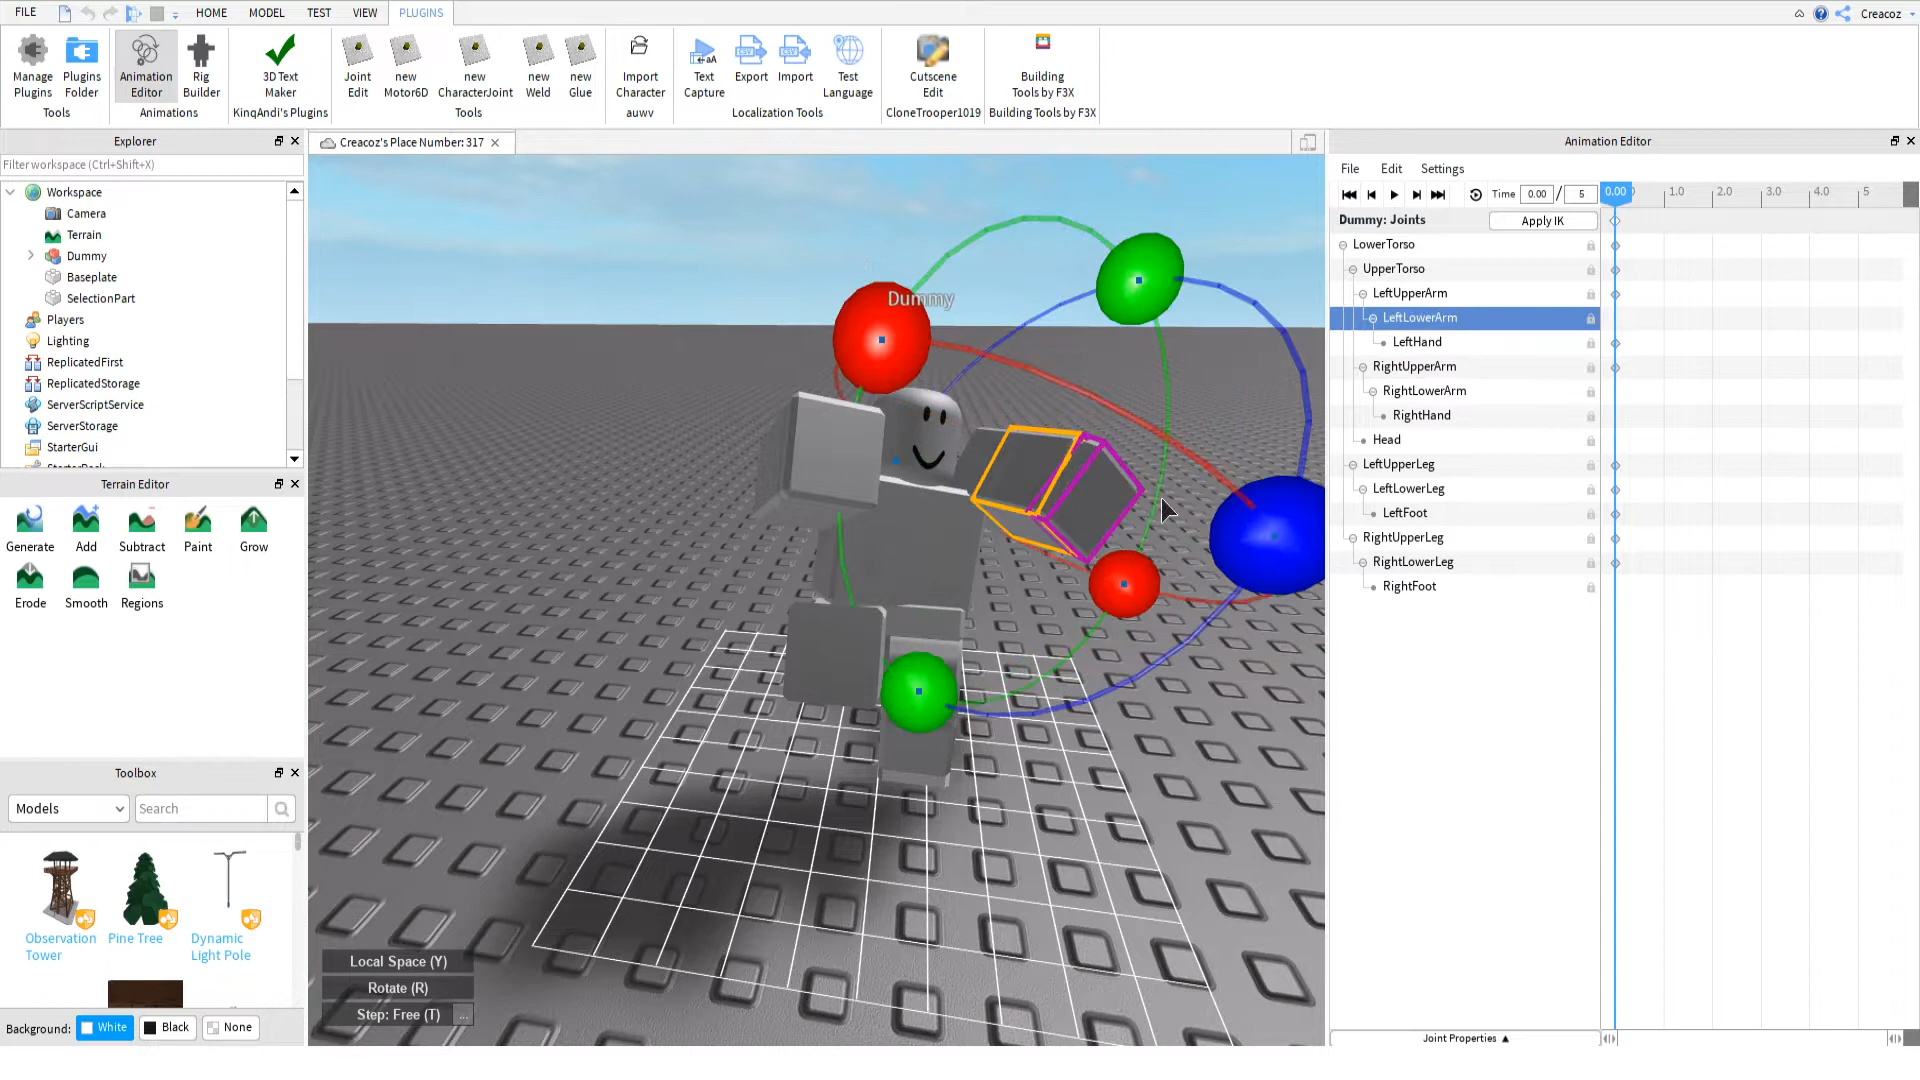 FILE HOME MODEL TEST VIEW PLUGINS Creacoz
Manage Plugins
Plugins Folder
Tools
Animation Editor
Rig Builder
Animations
3D Text Maker
KinqAndi's Plugins
Joint Edit
new Motor6D
new CharacterJoint
new Weld
new Glue
Tools
Import Character
auwv
Text Capture
Export
Import
Test Language
Localization Tools
Cutscene Edit
CloneTrooper1019
Building Tools by F3X
Building Tools by F3X
Explorer
Filter workspace (Ctrl+Shift+X)
Workspace
Camera
Terrain
Dummy
Baseplate
SelectionPart
Players
Lighting
ReplicatedFirst
ReplicatedStorage
ServerScriptService
ServerStorage
StarterGui
Terrain Editor
Generate Add Subtract Paint Grow
Erode Smooth Regions
Toolbox
Models Search
Observation Tower
Pine Tree
Dynamic Light Pole
Background: White Black None
Creacoz's Place Number: 317
Dummy
Local Space (Y)
Rotate (R)
Step: Free (T) ...
Animation Editor
File Edit Settings
Time 0.00 / 5 0.00 1.0 2.0 3.0 4.0 5
Dummy: Joints Apply IK
LowerTorso
UpperTorso
LeftUpperArm
LeftLowerArm
LeftHand
RightUpperArm
RightLowerArm
RightHand
Head
LeftUpperLeg
LeftLowerLeg
LeftFoot
RightUpperLeg
RightLowerLeg
RightFoot
Joint Properties ▲